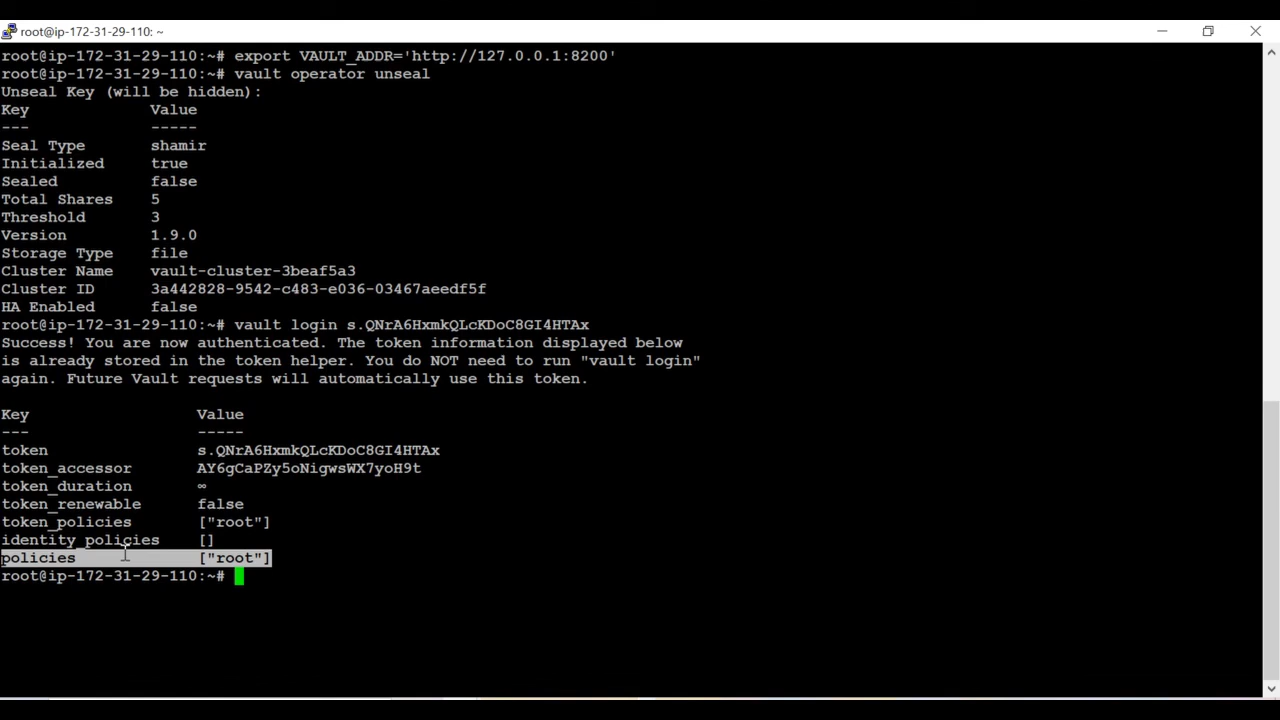 root@ip-172-31-29-110: ~
root@ip-172-31-29-110:~# export VAULT_ADDR='http://127.0.0.1:8200'
root@ip-172-31-29-110:~# vault operator unseal
Unseal Key (will be hidden):
Key             Value
---             -----
Seal Type       shamir
Initialized     true
Sealed          false
Total Shares    5
Threshold       3
Version         1.9.0
Storage Type    file
Cluster Name    vault-cluster-3beaf5a3
Cluster ID      3a442828-9542-c483-e036-03467aeedf5f
HA Enabled      false
root@ip-172-31-29-110:~# vault login s.QNrA6HxmkQLcKDoC8GI4HTAx
Success! You are now authenticated. The token information displayed below
is already stored in the token helper. You do NOT need to run "vault login"
again. Future Vault requests will automatically use this token.
Key                  Value
---                  -----
token                s.QNrA6HxmkQLcKDoC8GI4HTAx
token_accessor       AY6gCaPZy5oNigwsWX7yoH9t
token_duration       ∞
token_renewable      false
token_policies       ["root"]
identity_policies    []
policies             ["root"]
root@ip-172-31-29-110:~#